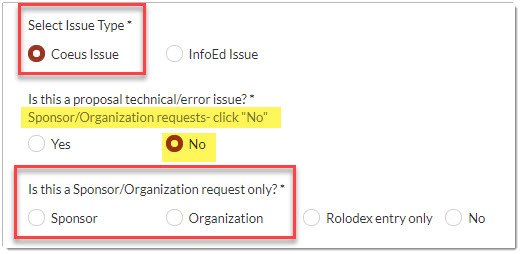 Select Issue Type *
Coeus Issue InfoEd Issue
Is this a proposal technical/error issue? *
Sponsor/Organization requests- click "No"
Yes No
Is this a Sponsor/Organization request only? *
Sponsor Organization Rolodex entry only No